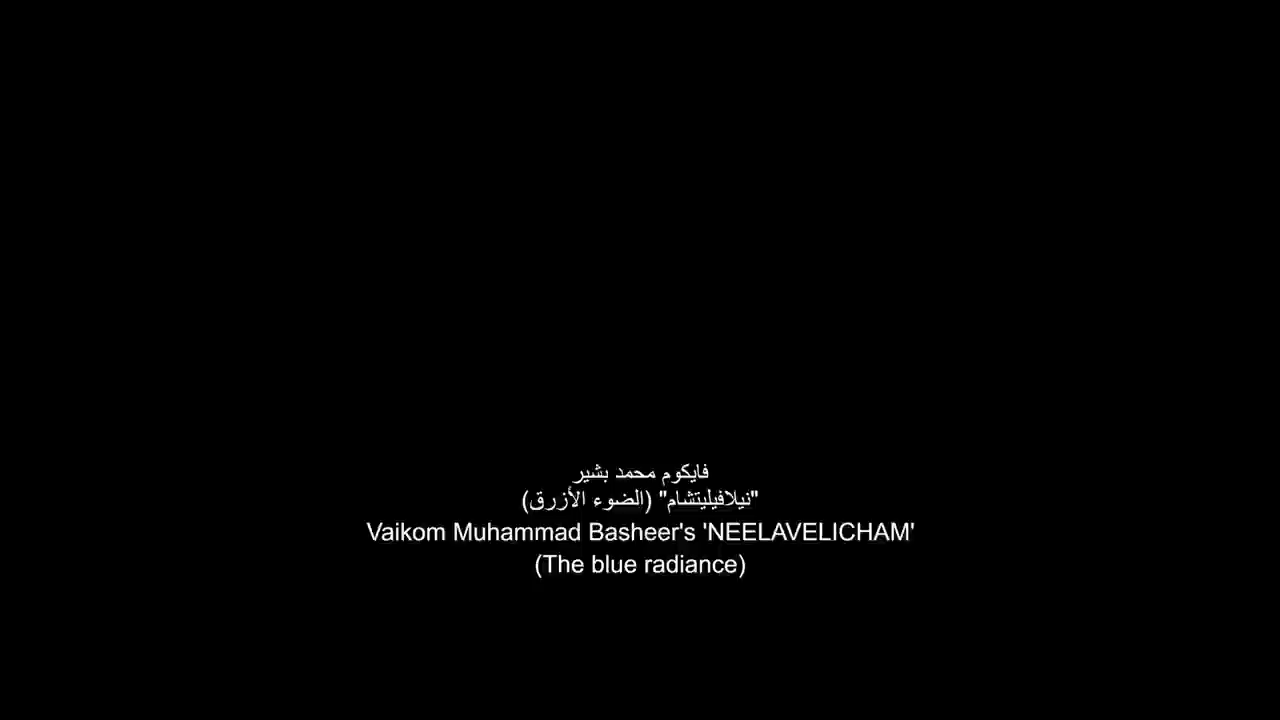 فايكوم محمد بشير
"نيلافيليتشام" (الضوء الأزرق)
Vaikom Muhammad Basheer's 'NEELAVELICHAM'
(The blue radiance)